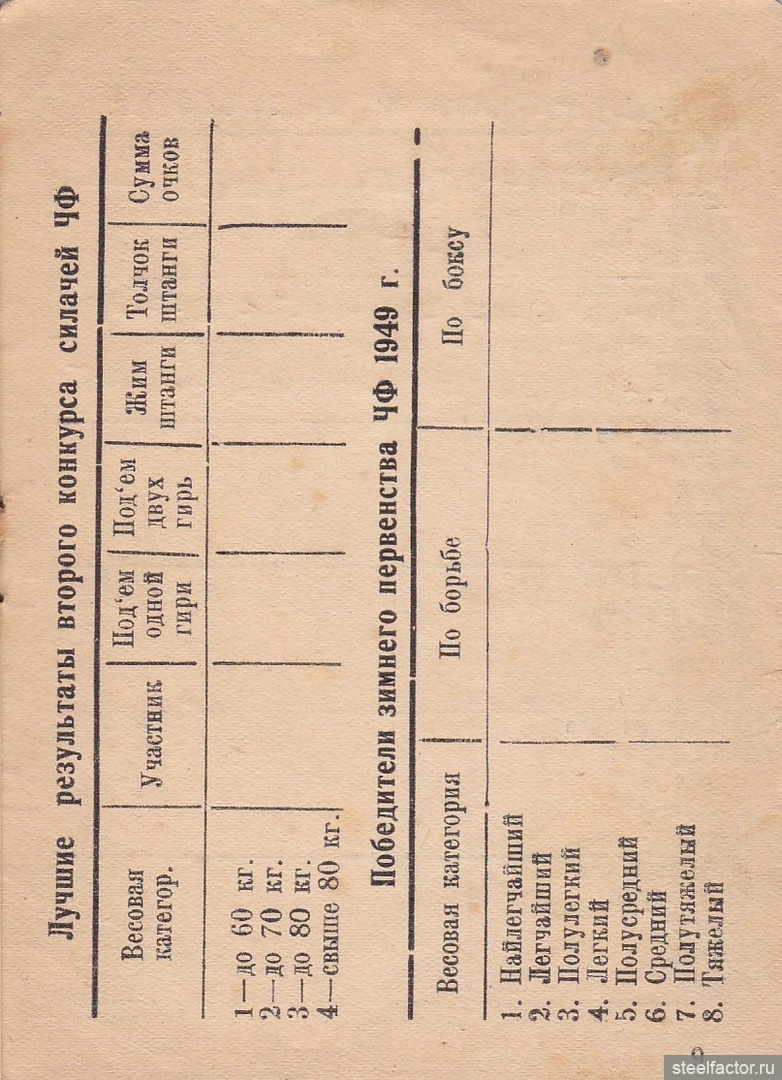 Лучшие результаты второго конкурса силачей ЧФ
Весовая категор.
Участник
Под‘ем одной гири
Под‘ем двух гирь
Жим штанги
Толчок штанги
Сумма очков
1—до 60 кг.
2—до 70 кг.
3—до 80 кг.
4—свыше 80 кг.
Победители зимнего первенства ЧФ 1949 г.
Весовая категория
По борьбе
По боксу
1. Найлегчайший
2. Легчайший
3. Полулегкий
4. Легкий
5. Полусредний
6. Средний
7. Полутяжелый
8. Тяжелый
steelfactor.ru